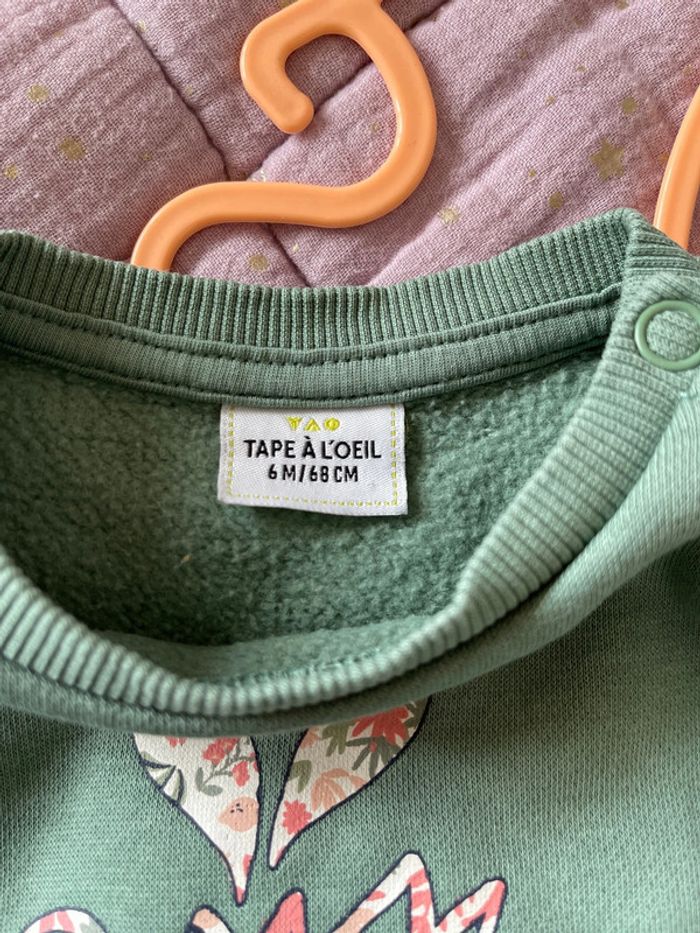 TAO
TAPE À L'OEIL
6M/68CM